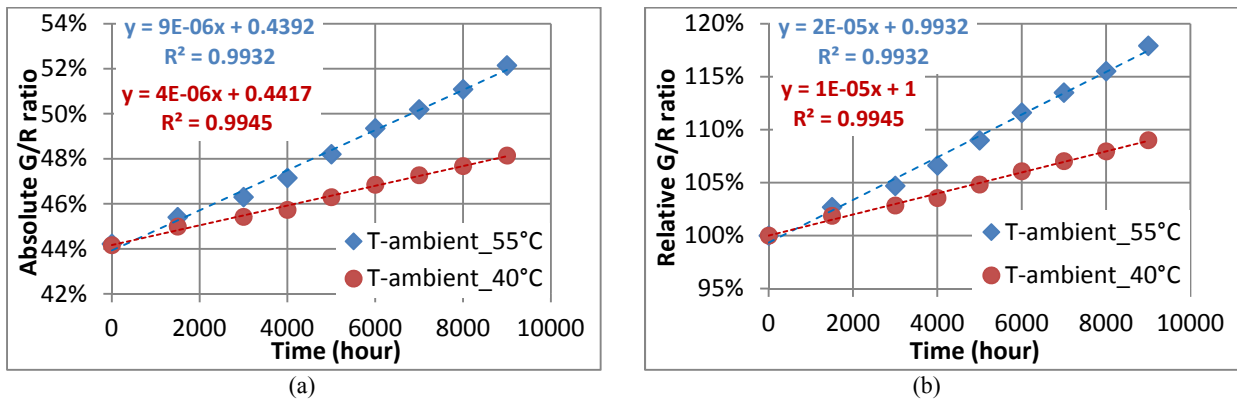 54%
52%
50%
48%
46%
44%
42%
Absolute G/R ratio
y = 9E-06x + 0.4392
R² = 0.9932
y = 4E-06x + 0.4417
R² = 0.9945
T-ambient_55°C
T-ambient_40°C
0 2000 4000 6000 8000 10000
Time (hour)
(a)
120%
115%
110%
105%
100%
95%
Relative G/R ratio
y = 2E-05x + 0.9932
R² = 0.9932
y = 1E-05x + 1
R² = 0.9945
T-ambient_55°C
T-ambient_40°C
0 2000 4000 6000 8000 10000
Time (hour)
(b)